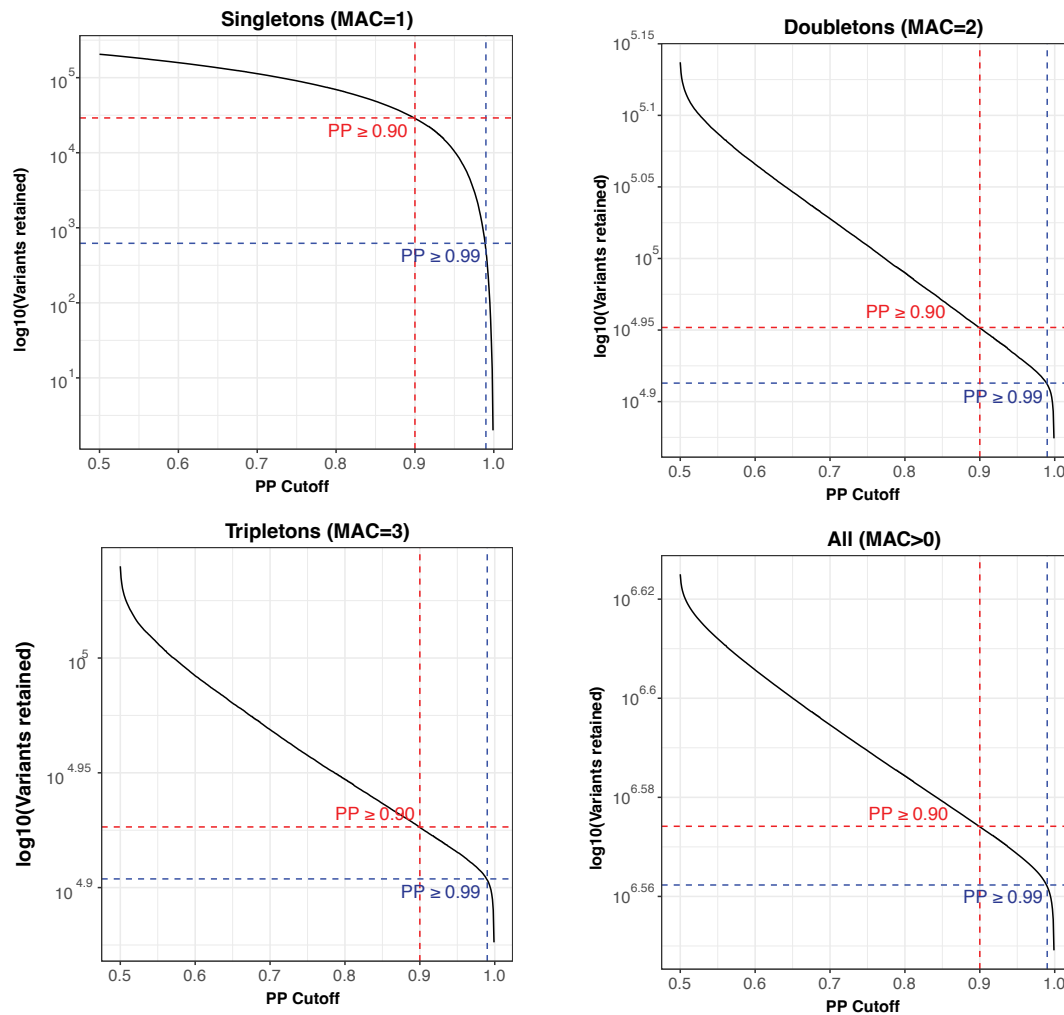 Singletons (MAC=1)
log10(Variants retained)
10^5
10^4
10^3
10^2
10^1
PP ≥ 0.90
PP ≥ 0.99
0.5 0.6 0.7 0.8 0.9 1.0
PP Cutoff
Doubletons (MAC=2)
log10(Variants retained)
10^5.15
10^5.1
10^5.05
10^5
10^4.95
10^4.9
PP ≥ 0.90
PP ≥ 0.99
0.5 0.6 0.7 0.8 0.9 1.0
PP Cutoff
Tripletons (MAC=3)
log10(Variants retained)
10^5
10^4.95
10^4.9
PP ≥ 0.90
PP ≥ 0.99
0.5 0.6 0.7 0.8 0.9 1.0
PP Cutoff
All (MAC>0)
log10(Variants retained)
10^6.62
10^6.6
10^6.58
10^6.56
PP ≥ 0.90
PP ≥ 0.99
0.5 0.6 0.7 0.8 0.9 1.0
PP Cutoff